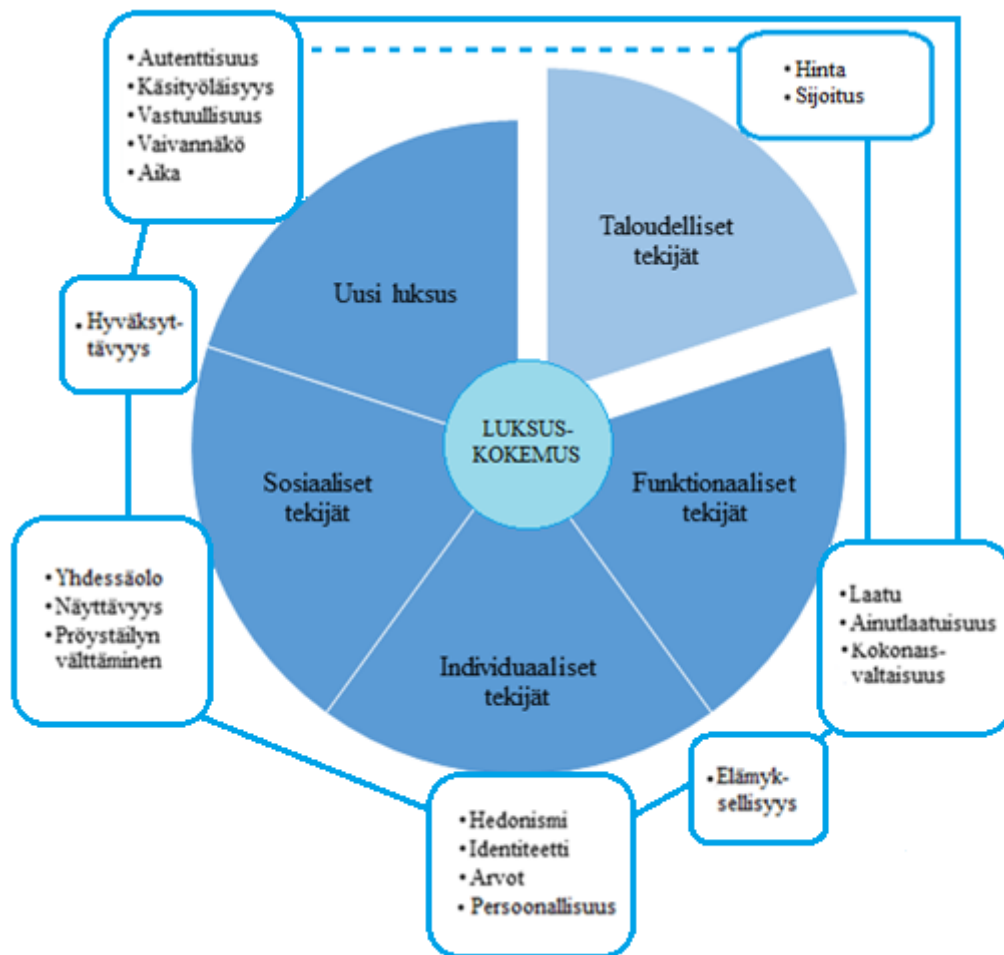 • Autenttisuus
• Käsityöläisyys
• Vastuullisuus
• Vaivannäkö
• Aika
• Hinta
• Sijoitus
Taloudelliset
tekijät
Uusi luksus
• Hyväksyt-
tävyys
LUKSUS-
KOKEMUS
Sosiaaliset
tekijät
Funktionaaliset
tekijät
• Yhdessäolo
• Näyttävyys
• Pröystäilyn
välttäminen
• Laatu
• Ainutlaatuisuus
• Kokonais-
valtaisuus
Individuaaliset
tekijät
• Elämyk-
sellisyys
• Hedonismi
• Identiteetti
• Arvot
• Persoonallisuus